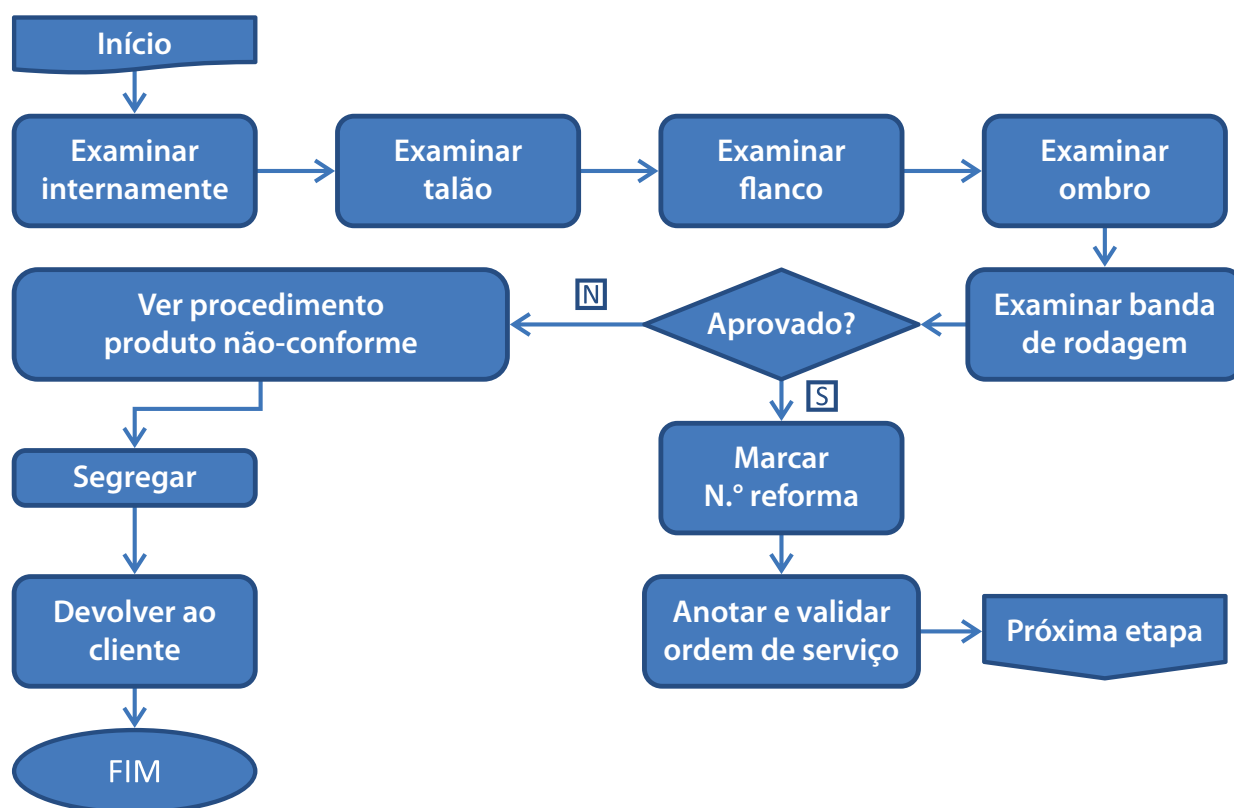 Início
Examinar
internamente
Examinar
talão
Examinar
flanco
Examinar
ombro
Examinar banda
de rodagem
Aprovado?
N
Ver procedimento
produto não-conforme
S
Segregar
Marcar
N.° reforma
Devolver ao
cliente
Anotar e validar
ordem de serviço
Próxima etapa
FIM